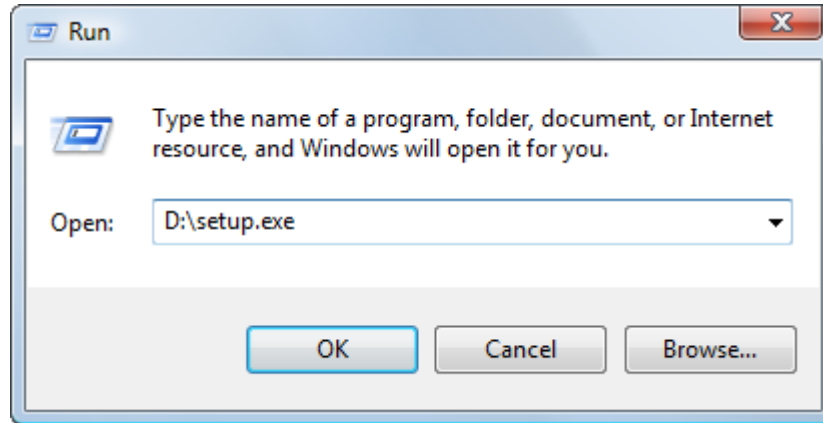 Run
Type the name of a program, folder, document, or Internet
resource, and Windows will open it for you.
Open: D:\setup.exe
OK Cancel Browse...